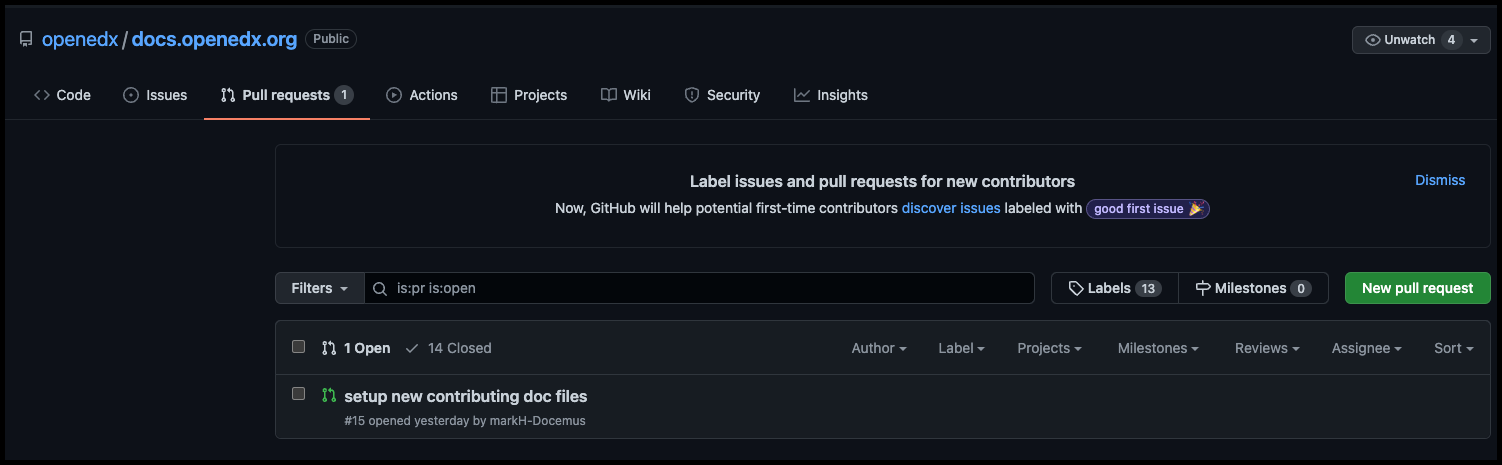 openedx / docs.openedx.org Public
Unwatch 4
Code Issues Pull requests 1 Actions Projects Wiki Security Insights
Label issues and pull requests for new contributors
Dismiss
Now, GitHub will help potential first-time contributors discover issues labeled with good first issue 🎉
Filters is:pr is:open Labels 13 Milestones 0 New pull request
1 Open 14 Closed Author Label Projects Milestones Reviews Assignee Sort
setup new contributing doc files
#15 opened yesterday by markH-Docemus